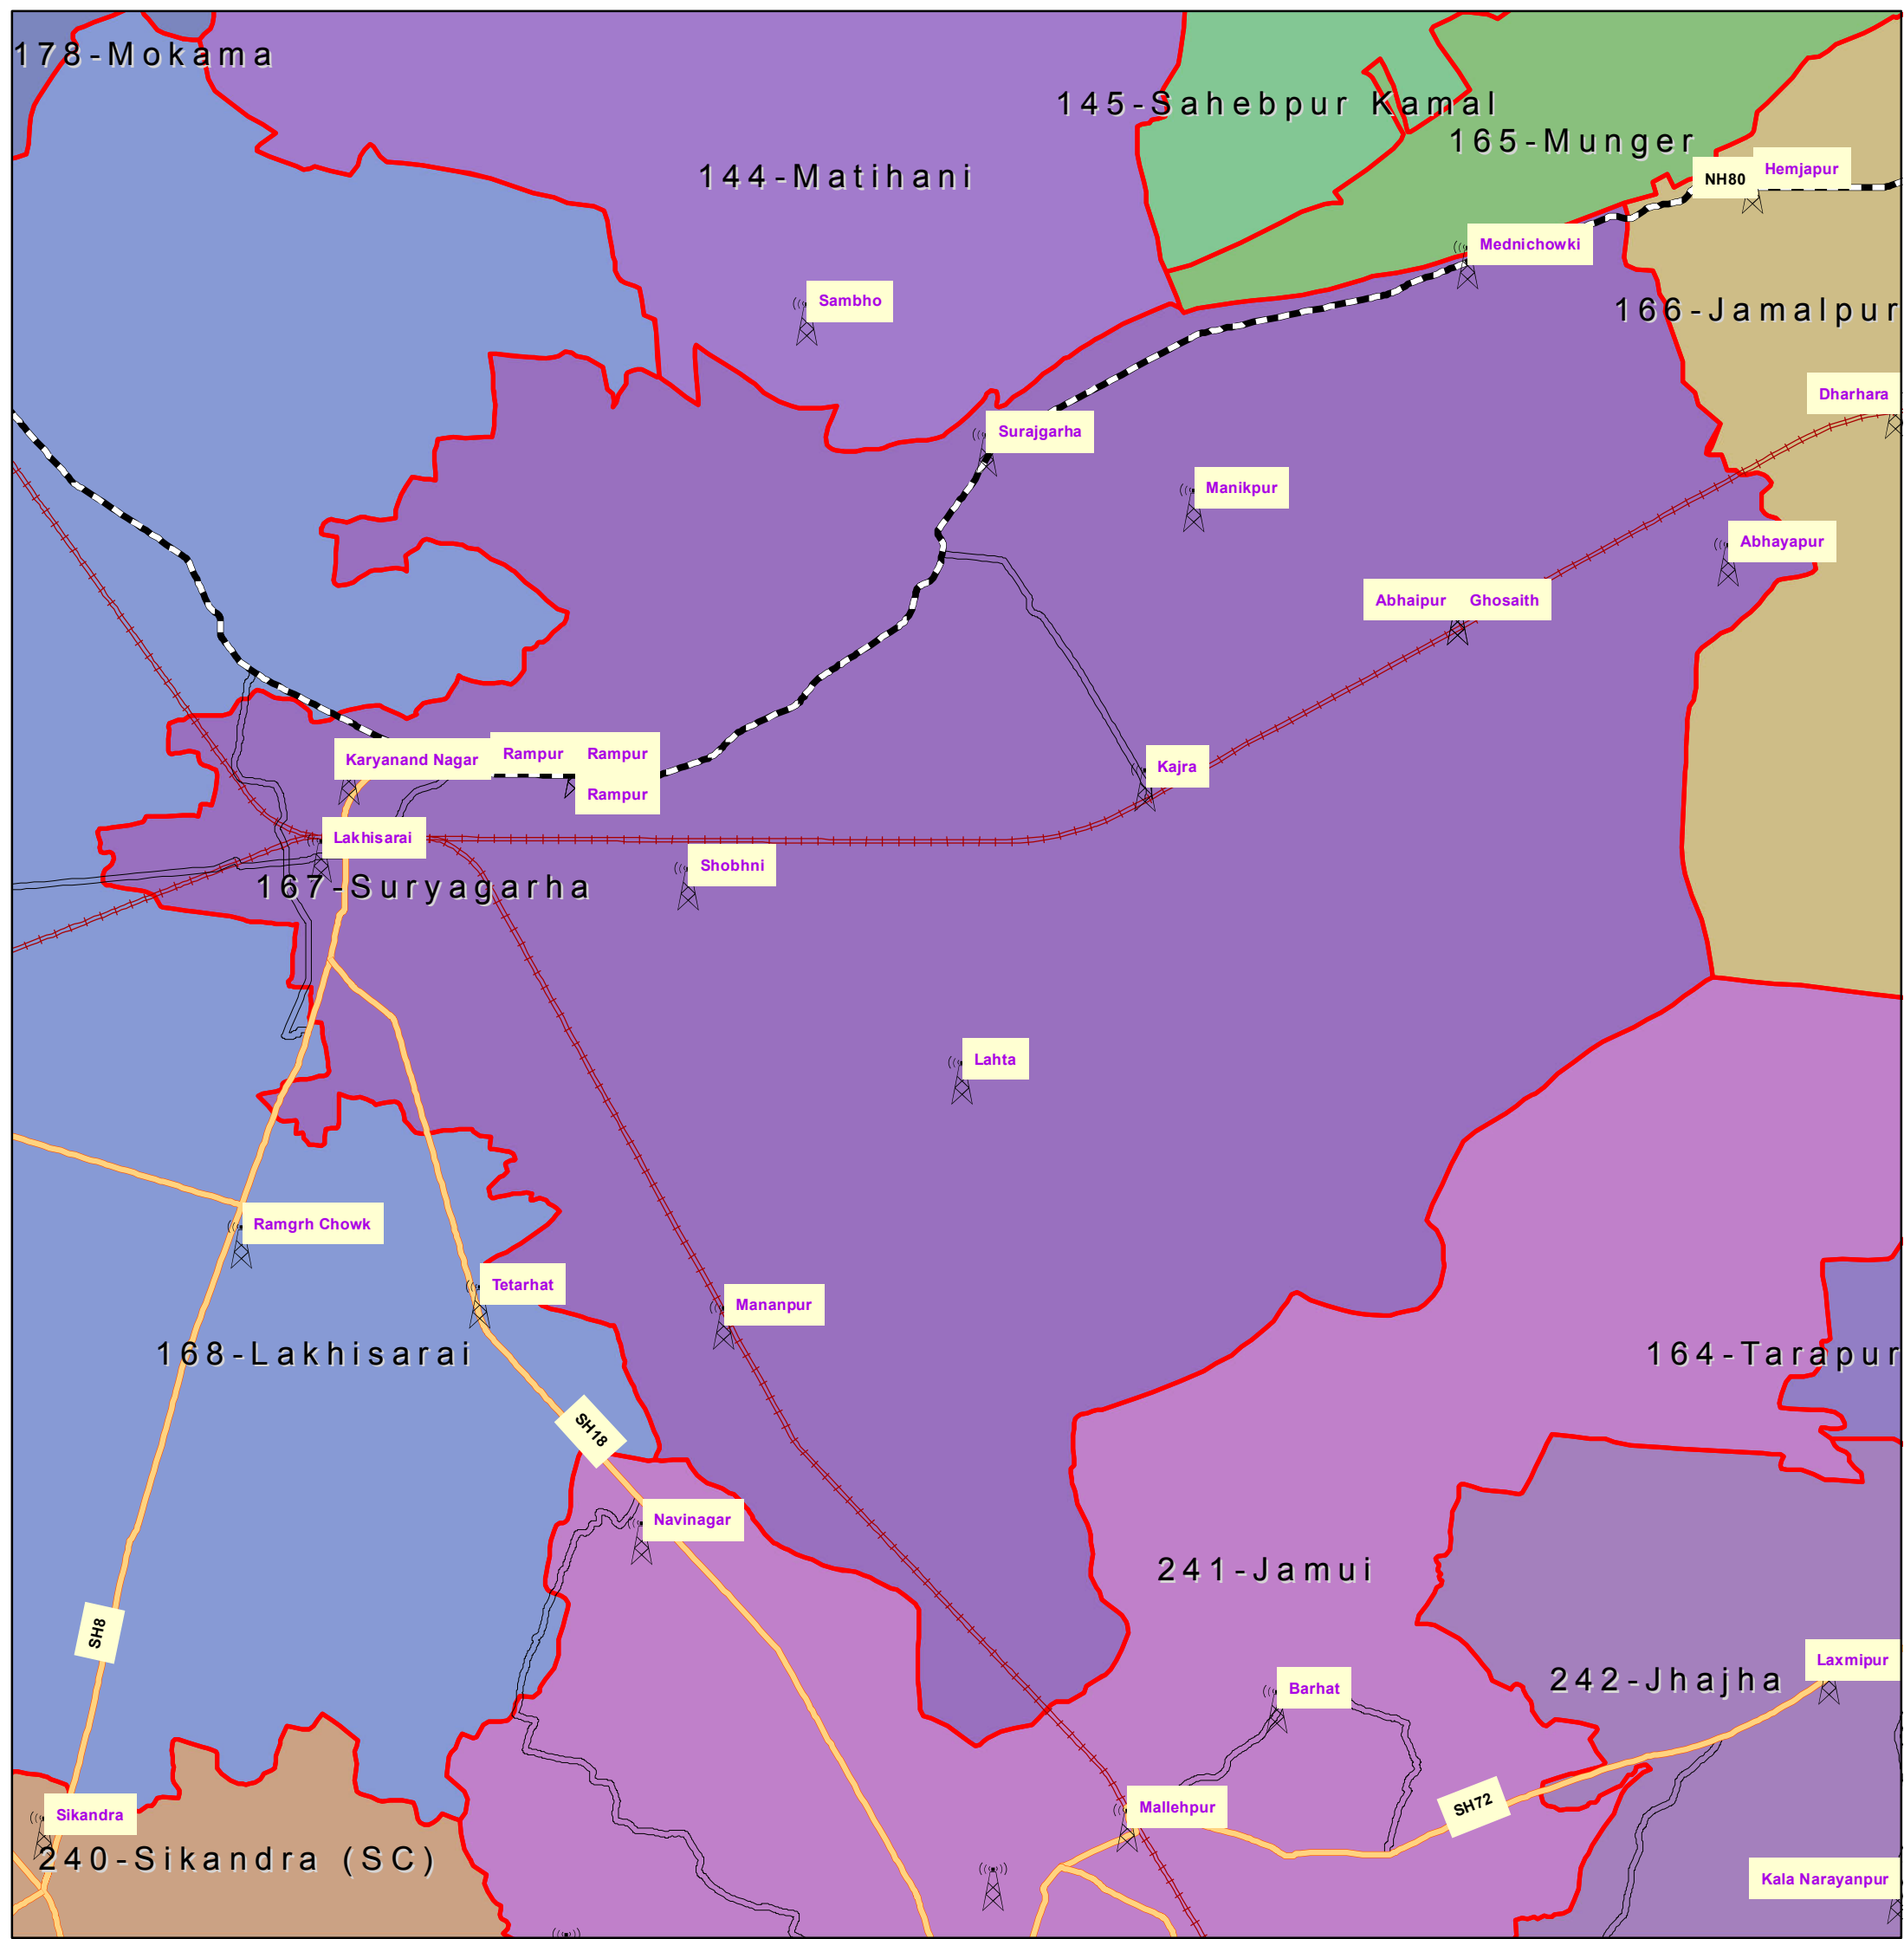 178-Mokama
145-Sahebpur Kamal
165-Munger
144-Matihani
NH80
Hemjapur
Mednichowki
Sambho
166-Jamalpur
Dharhara
Surajgarha
Manikpur
Abhayapur
Abhaipur
Ghosaith
Karyanand Nagar
Rampur
Rampur
Rampur
Kajra
Lakhisarai
Shobhni
167-Suryagarha
Lahta
Ramgrh Chowk
Tetarhat
Mananpur
168-Lakhisarai
164-Tarapur
SH18
Navinagar
241-Jamui
SH8
Laxmipur
242-Jhajha
Barhat
Mallehpur
SH72
Sikandra
240-Sikandra (SC)
Kala Narayanpur